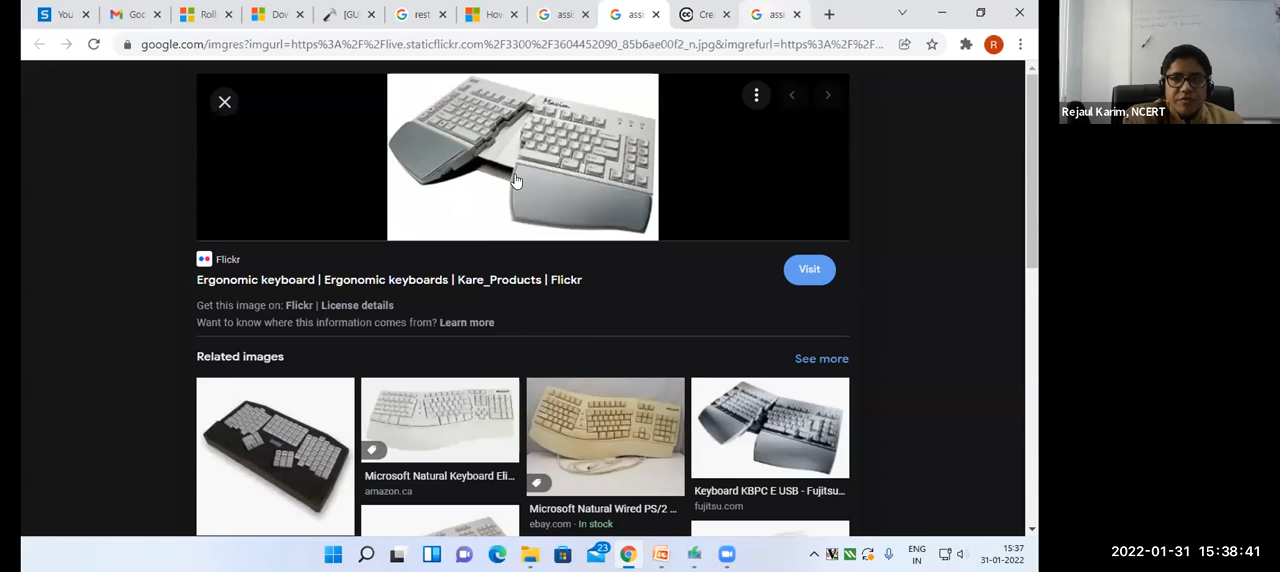 You
Goo
Roll
Dov
[GUI
rest
How
assi
assi
Cre
assi
google.com/imgres?imgurl=https%3A%2F%2Flive.staticflickr.com%2F3300%2F3604452090_85b6ae00f2_n.jpg&imgrefurl=https%3A%2F%2F...
R
Rejaul Karim, NCERT
Maxim
Flickr
Ergonomic keyboard | Ergonomic keyboards | Kare_Products | Flickr
Visit
Get this image on: Flickr | License details
Want to know where this information comes from? Learn more
Related images
See more
Microsoft Natural Keyboard Eli...
amazon.ca
Microsoft Natural Wired PS/2 ...
ebay.com · In stock
Keyboard KBPC E USB - Fujitsu...
fujitsu.com
23
ENG
IN
15:37
31-01-2022
2022-01-31 15:38:41